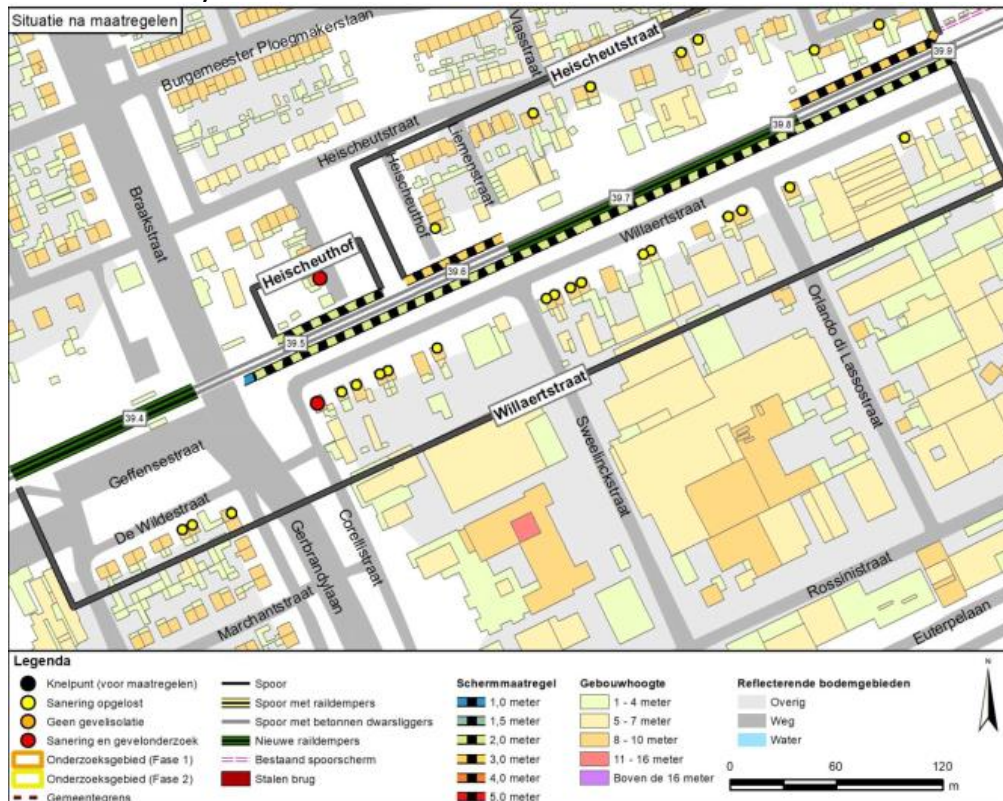 Situatie na maatregelen
Burgemeester Ploegmakerslaan
Vlasstraat
Heischeutstraat
39.9
Heischeutstraat
Liemenstraat
39.8
Heischeuthof
Braakstraat
39.7
Willaertstraat
Heischeuthof
39.6
39.5
Orlando di Lassostraat
Willaertstraat
39.4
Geffensestraat
Sweelinckstraat
De Wildestraat
Gerbrandylaan
Corellistraat
Marchantstraat
Rossinistraat
Euterpelaan
Legenda
Knelpunt (voor maatregelen)
Sanering opgelost
Geen gevelisolatie
Sanering en gevelonderzoek
Onderzoeksgebied (Fase 1)
Onderzoeksgebied (Fase 2)
Gemeentegrens
Spoor
Spoor met raildempers
Spoor met betonnen dwarsliggers
Nieuwe raildempers
Bestaand spoorscherm
Stalen brug
Schermmaatregel
1,0 meter
1,5 meter
2,0 meter
3,0 meter
4,0 meter
5,0 meter
Gebouwhoogte
1 - 4 meter
5 - 7 meter
8 - 10 meter
11 - 16 meter
Boven de 16 meter
Reflecterende bodemgebieden
Overig
Weg
Water
N
0 60 120
m